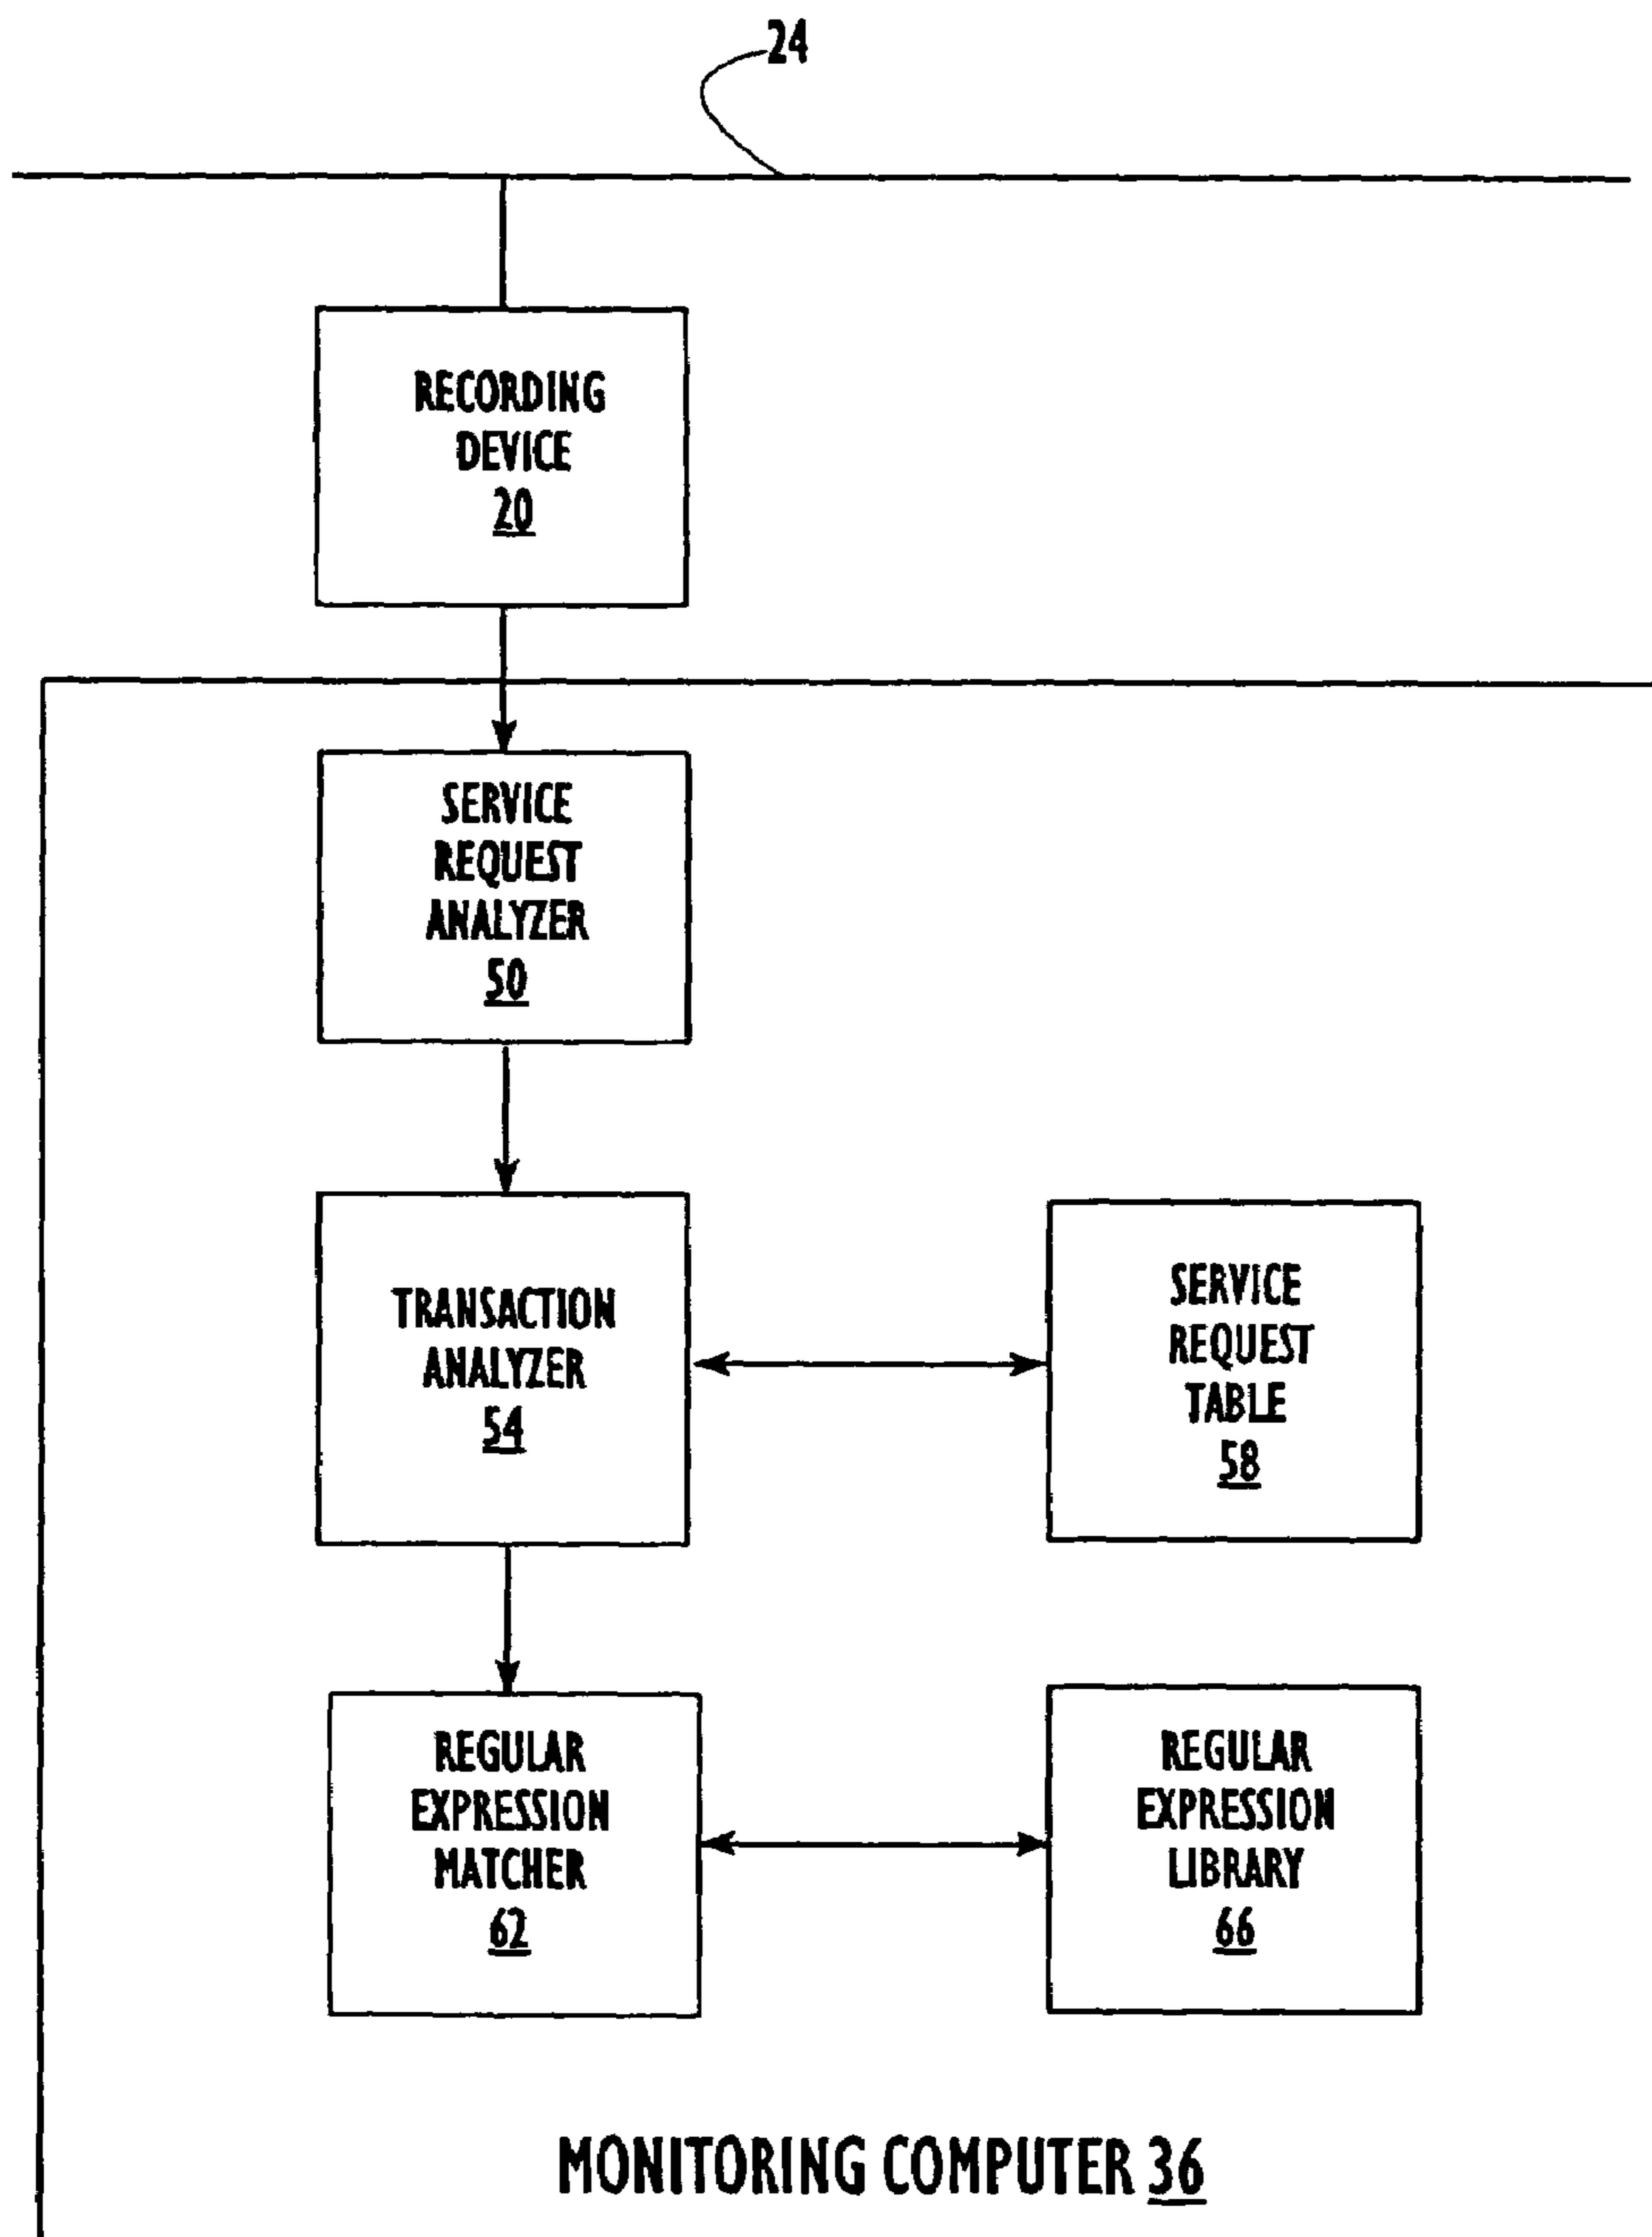 24
RECORDING
DEVICE
20
SERVICE
REQUEST
ANALYZER
50
TRANSACTION
ANALYZER
54
SERVICE
REQUEST
TABLE
58
REGULAR
EXPRESSION
MATCHER
62
REGULAR
EXPRESSION
LIBRARY
66
MONITORING COMPUTER 36